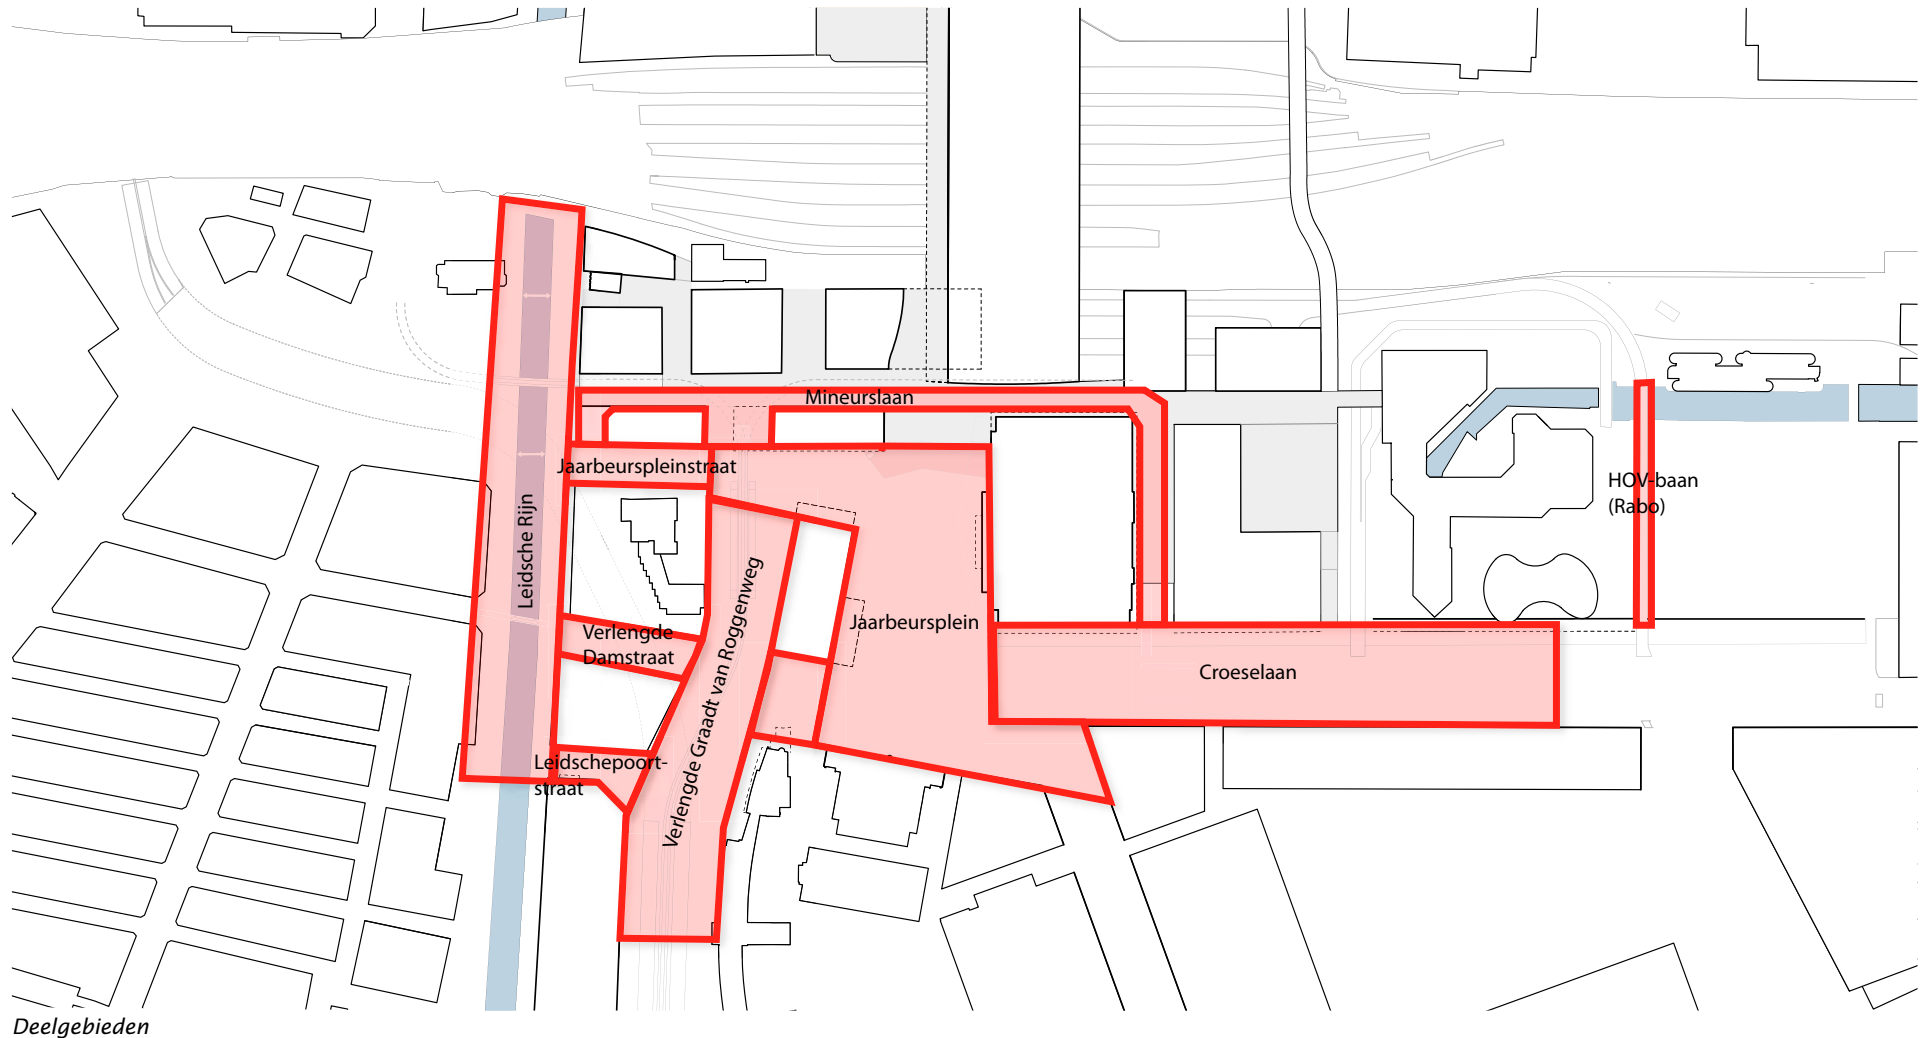 Mineurslaan
Jaarbeurspleinstraat
HOV-baan
(Rabo)
Leidsche Rijn
Verlengde
Damstraat
Verlengde Graadt van Roggenweg
Jaarbeursplein
Croeselaan
Leidschepoort-
straat
Deelgebieden